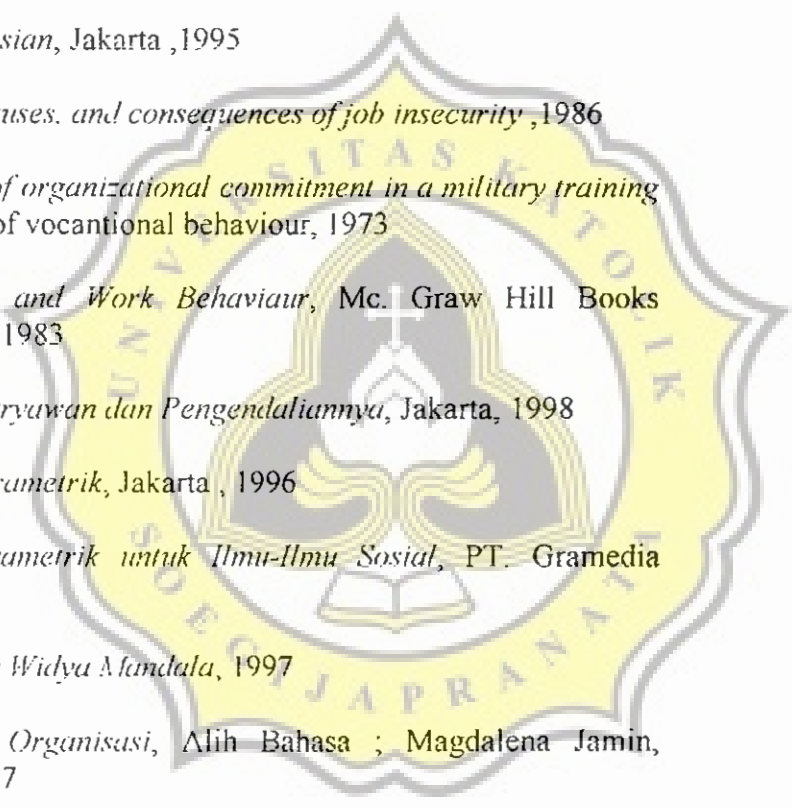 sian, Jakarta ,1995
uses, and consequences of job insecurity ,1986
of organizational commitment in a military training
of vocantional behaviour, 1973
and Work Behaviaur, Mc. Graw Hill Books
1983
ryawan dan Pengendaliannya, Jakarta, 1998
rametrik, Jakarta , 1996
rametrik untuk Ilmu-Ilmu Sosial, PT. Gramedia
Widya Mandala, 1997
Organisasi, Alih Bahasa ; Magdalena Jamin,
7
UNIVERSITAS KATOLIK
SOEGIJAPRANATA